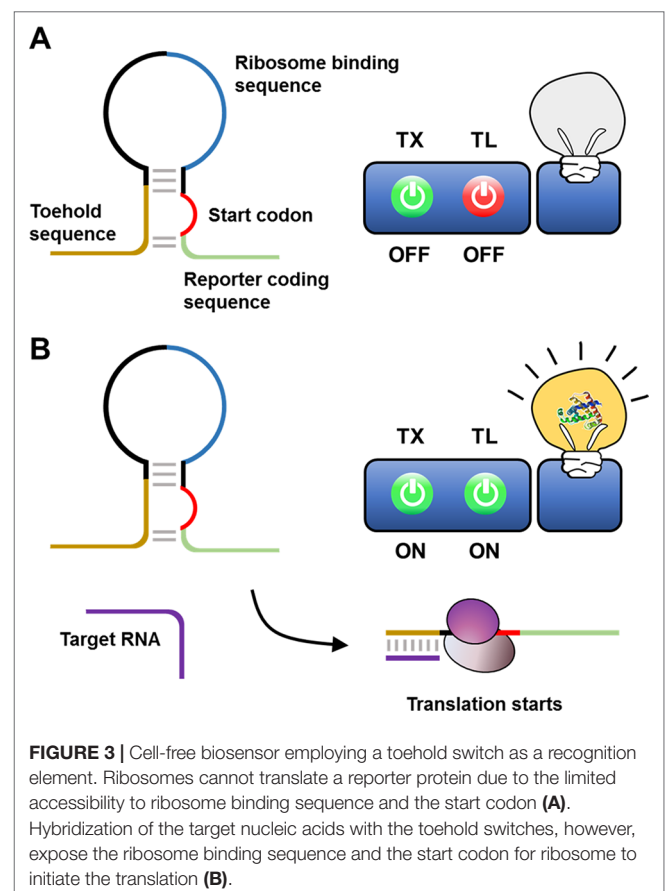 A
Ribosome binding
sequence
TX TL
Toehold
sequence
Start codon
OFF OFF
Reporter coding
sequence
B
TX TL
ON ON
Target RNA
Translation starts
FIGURE 3 | Cell-free biosensor employing a toehold switch as a recognition
element. Ribosomes cannot translate a reporter protein due to the limited
accessibility to ribosome binding sequence and the start codon (A).
Hybridization of the target nucleic acids with the toehold switches, however,
expose the ribosome binding sequence and the start codon for ribosome to
initiate the translation (B).